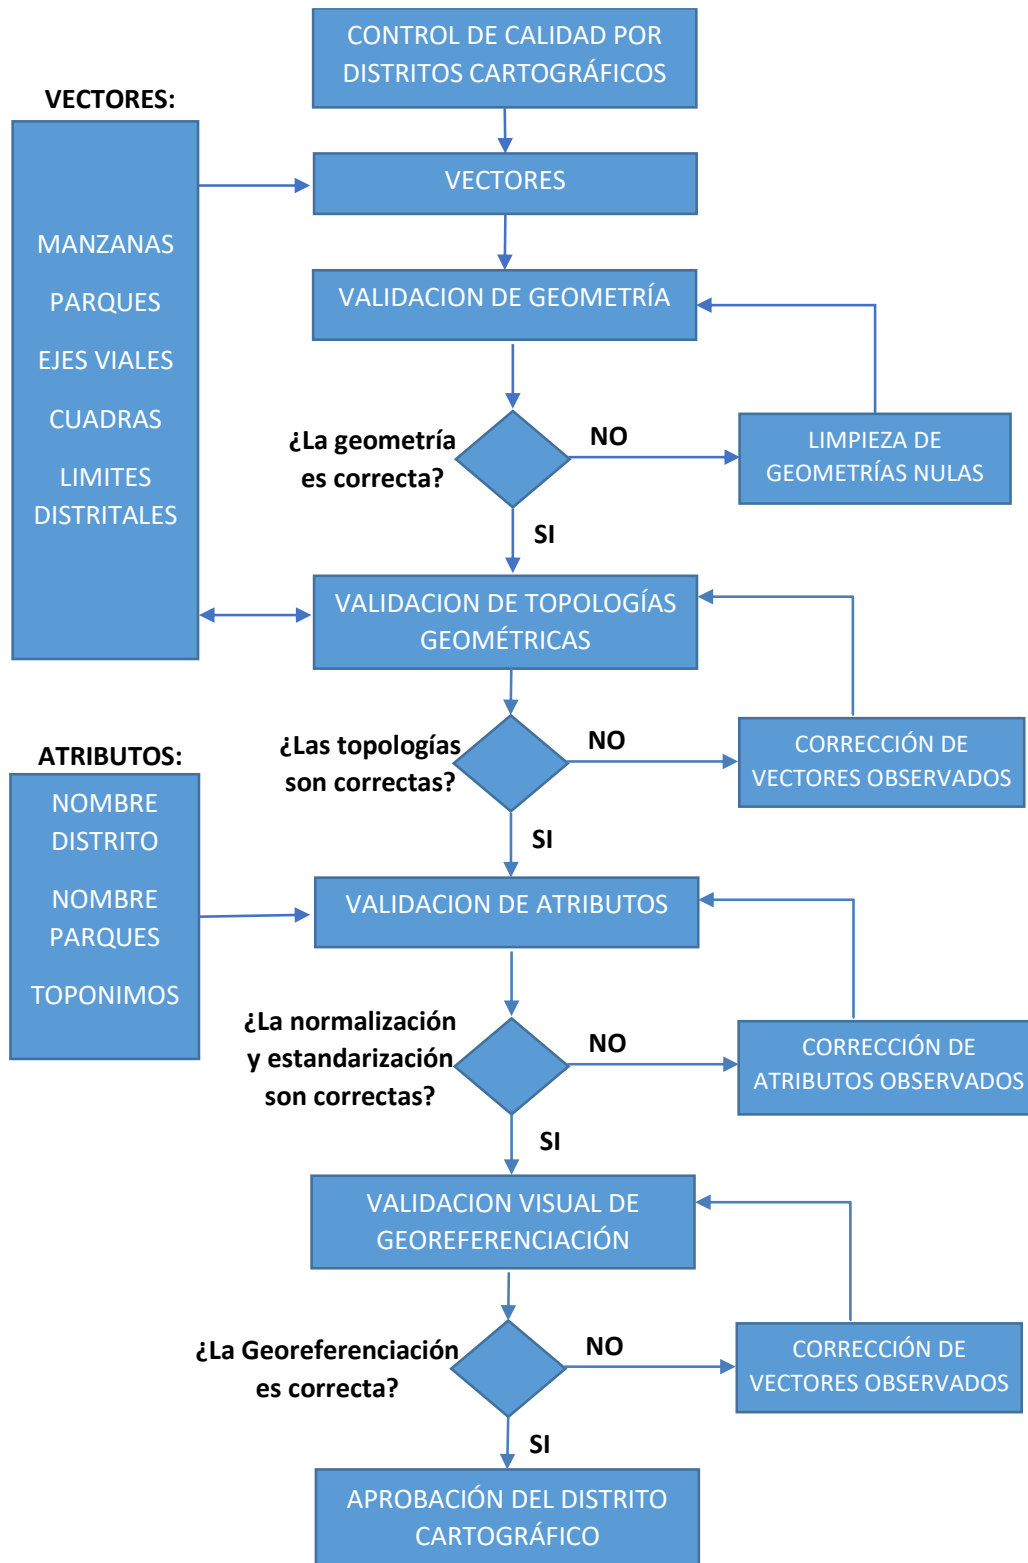 CONTROL DE CALIDAD POR
DISTRITOS CARTOGRÁFICOS
VECTORES:
MANZANAS
PARQUES
EJES VIALES
CUADRAS
LIMITES
DISTRITALES
VECTORES
VALIDACION DE GEOMETRÍA
¿La geometría
es correcta?
NO
LIMPIEZA DE
GEOMETRÍAS NULAS
SI
VALIDACION DE TOPOLOGÍAS
GEOMÉTRICAS
¿Las topologías
son correctas?
NO
CORRECCIÓN DE
VECTORES OBSERVADOS
SI
ATRIBUTOS:
NOMBRE
DISTRITO
NOMBRE
PARQUES
TOPONIMOS
VALIDACION DE ATRIBUTOS
¿La normalización
y estandarización
son correctas?
NO
CORRECCIÓN DE
ATRIBUTOS OBSERVADOS
SI
VALIDACION VISUAL DE
GEOREFERENCIACIÓN
¿La Georeferenciación
es correcta?
NO
CORRECCIÓN DE
VECTORES OBSERVADOS
SI
APROBACIÓN DEL DISTRITO
CARTOGRÁFICO